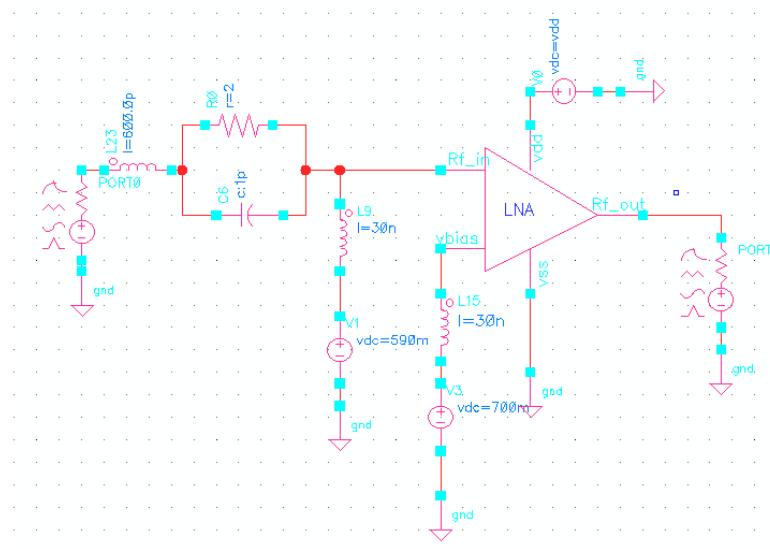 vdc=vdd
V0
gnd
R0
r=2
L23
l=600.0p
PORT0
C6
c:1p
Rf_in
vdd
LNA
Rf_out
vbias
vss
L9
l=30n
PORT
gnd
L15
l=30n
V1
vdc=590m
gnd
V3
vdc=700m
gnd
gnd
gnd